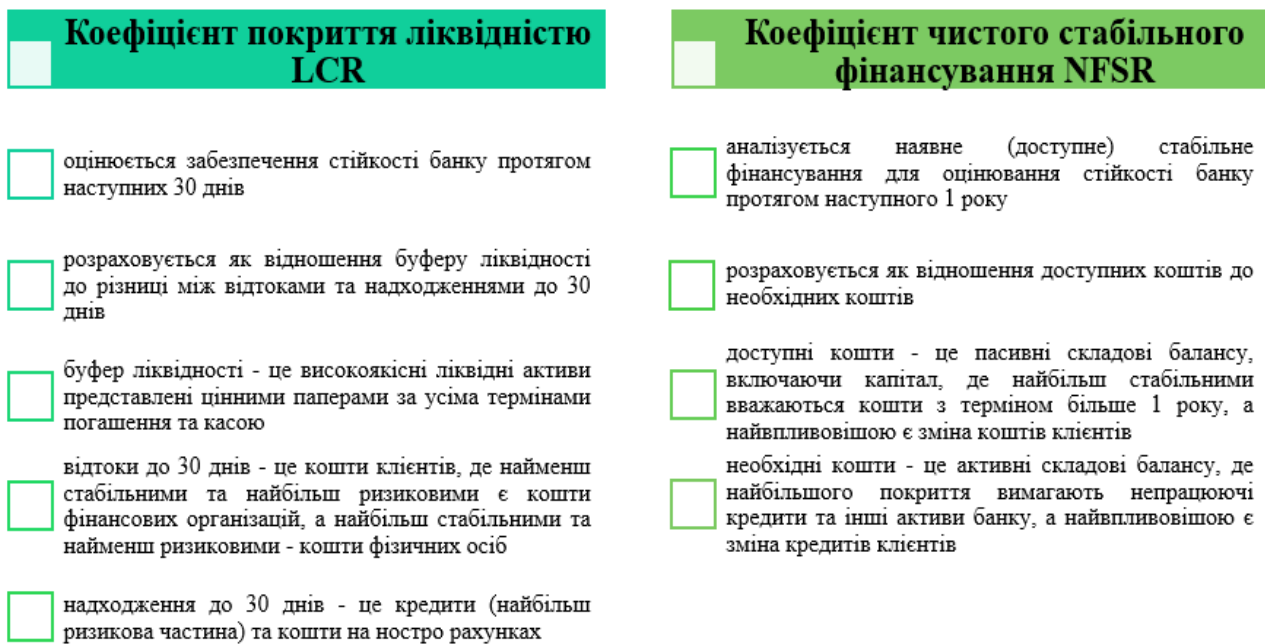 Коефіцієнт покриття ліквідністю
LCR
оцінюється забезпечення стійкості банку протягом
наступних 30 днів
розраховується як відношення буферу ліквідності
до різниці між відтоками та надходженнями до 30
днів
буфер ліквідності - це високоякісні ліквідні активи
представлені цінними паперами за усіма термінами
погашення та касою
відтоки до 30 днів - це кошти клієнтів, де найменш
стабільними та найбільш ризиковими є кошти
фінансових організацій, а найбільш стабільними та
найменш ризиковими - кошти фізичних осіб
надходження до 30 днів - це кредити (найбільш
ризикова частина) та кошти на ностро рахунках
Коефіцієнт чистого стабільного
фінансування NFSR
аналізується наявне (доступне) стабільне
фінансування для оцінювання стійкості банку
протягом наступного 1 року
розраховується як відношення доступних коштів до
необхідних коштів
доступні кошти - це пасивні складові балансу,
включаючи капітал, де найбільш стабільними
вважаються кошти з терміном більше 1 року, а
найвпливовішою є зміна коштів клієнтів
необхідні кошти - це активні складові балансу, де
найбільшого покриття вимагають непрацюючі
кредити та інші активи банку, а найвпливовішою є
зміна кредитів клієнтів